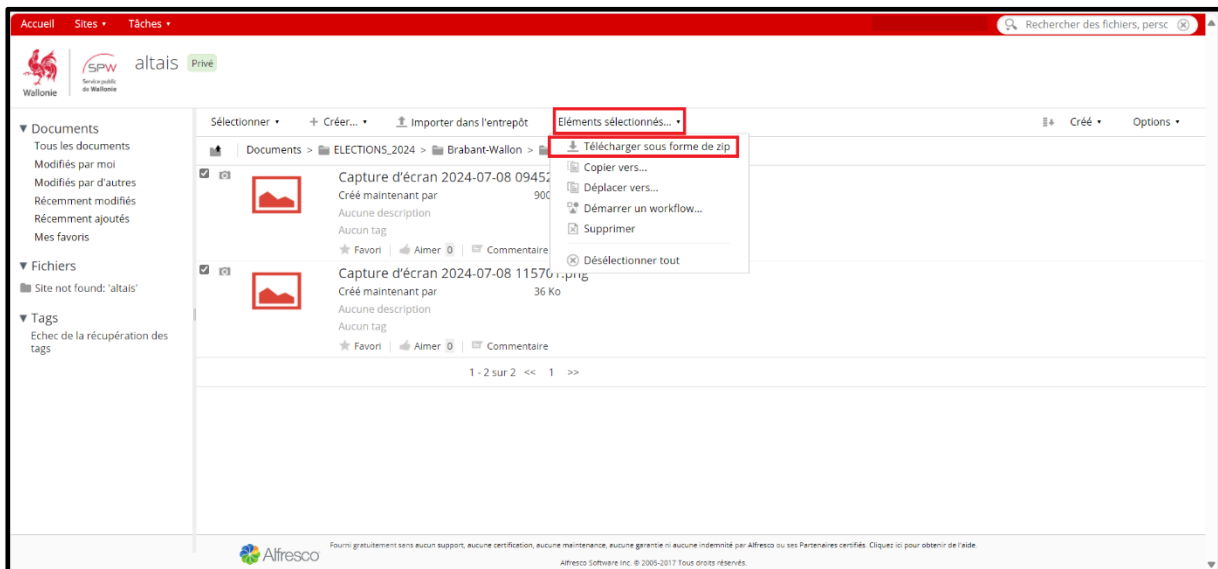 Accueil Sites Tâches Rechercher des fichiers, persc
Wallonie
SPW
Service public
de Wallonie
altais Privé
Sélectionner + Créer... Importer dans l'entrepôt Eléments sélectionnés... Créé Options
Documents > ELECTIONS_2024 > Brabant-Wallon >
Télécharger sous forme de zip
Copier vers...
Déplacer vers...
Démarrer un workflow...
Supprimer
Désélectionner tout
Documents
Tous les documents
Modifiés par moi
Modifiés par d'autres
Récemment modifiés
Récemment ajoutés
Mes favoris
Fichiers
Site not found: 'altais'
Tags
Echec de la récupération des
tags
Capture d'écran 2024-07-08 09452
Créé maintenant par 900
Aucune description
Aucun tag
Favori Aimer 0 Commentaire
Capture d'écran 2024-07-08 115701.png
Créé maintenant par 36 Ko
Aucune description
Aucun tag
Favori Aimer 0 Commentaire
1 - 2 sur 2 << 1 >>
Alfresco
Fourni gratuitement sans aucun support, aucune certification, aucune maintenance, aucune garantie ni aucune indemnité par Alfresco ou ses Partenaires certifiés. Cliquez ici pour obtenir de l'aide.
Alfresco Software Inc. © 2005-2017 Tous droits réservés.